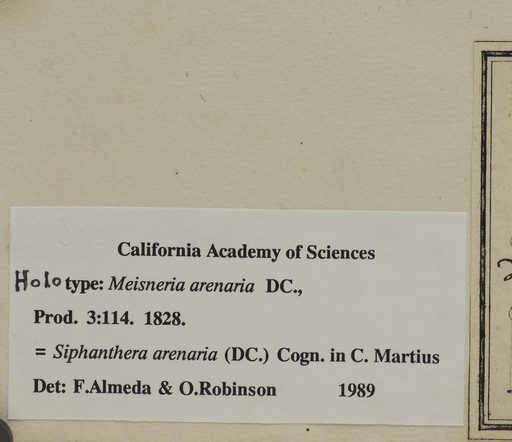 California Academy of Sciences
Holotype: Meisneria arenaria DC.,
Prod. 3:114. 1828.
= Siphanthera arenaria (DC.) Cogn. in C. Martius
Det: F.Almeda & O.Robinson 1989